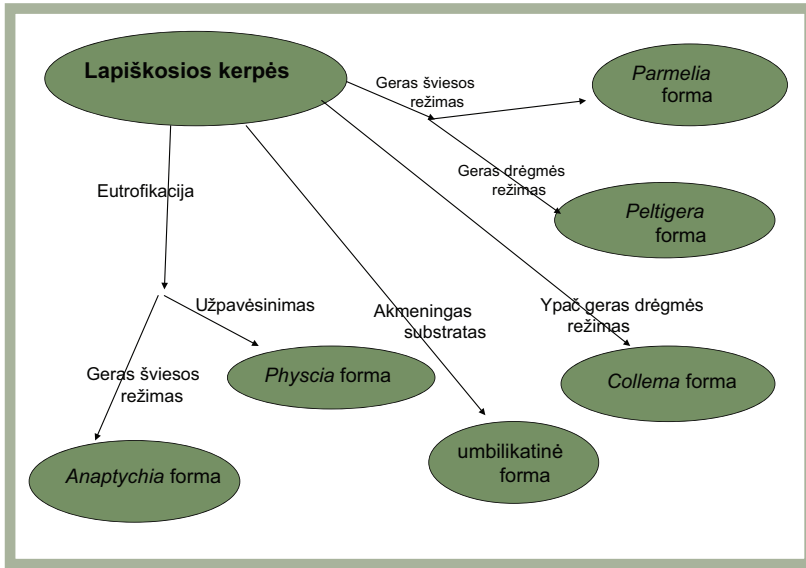 Lapiškosios kerpės
Geras šviesos
režimas
Parmelia
forma
Geras drėgmės
režimas
Peltigera
forma
Eutrofikacija
Užpavėsinimas
Akmeningas
substratas
Ypač geras drėgmės
režimas
Geras šviesos
režimas
Physcia forma
Collema forma
Anaptychia forma
umbilikatinė
forma